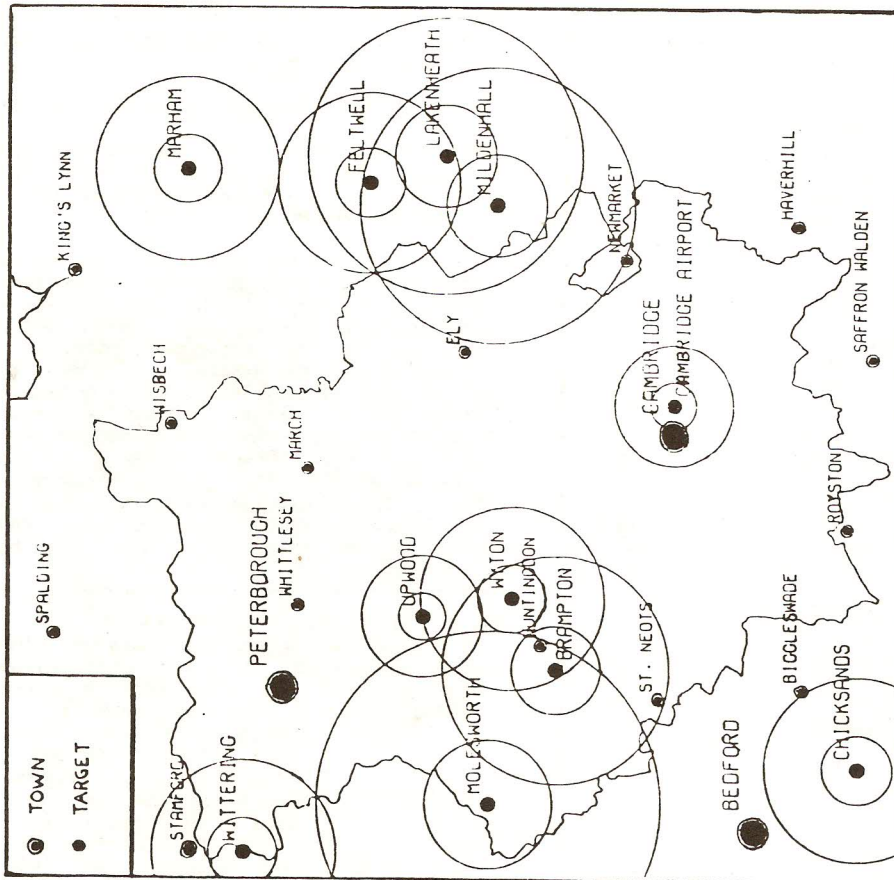 TOWN
TARGET
SPALDING
KING'S LYNN
STAMFORD
WITTERING
PETERBOROUGH
WHITTLESEY
MARCH
WISBECH
MARHAM
UPWOOD
FELTWELL
LAKENHEATH
MILDENHALL
ELY
MOLESWORTH
WYTON
HUNTINGDON
BRAMPTON
ST. NEOTS
NEWMARKET
CAMBRIDGE
CAMBRIDGE AIRPORT
BEDFORD
BIGGLESWADE
CHICKSANDS
ROYSTON
HAVERHILL
SAFFRON WALDEN